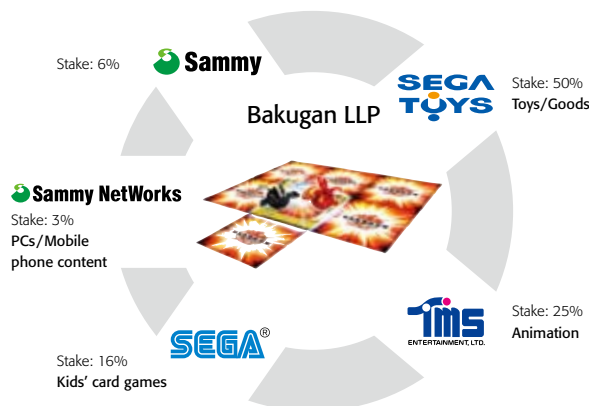 Stake: 6%
Sammy
Bakugan LLP
SEGA
TOYS
Stake: 50%
Toys/Goods
Sammy NetWorks
Stake: 3%
PCs/Mobile
phone content
TMS
ENTERTAINMENT, LTD.
Stake: 25%
Animation
SEGA®
Stake: 16%
Kids' card games